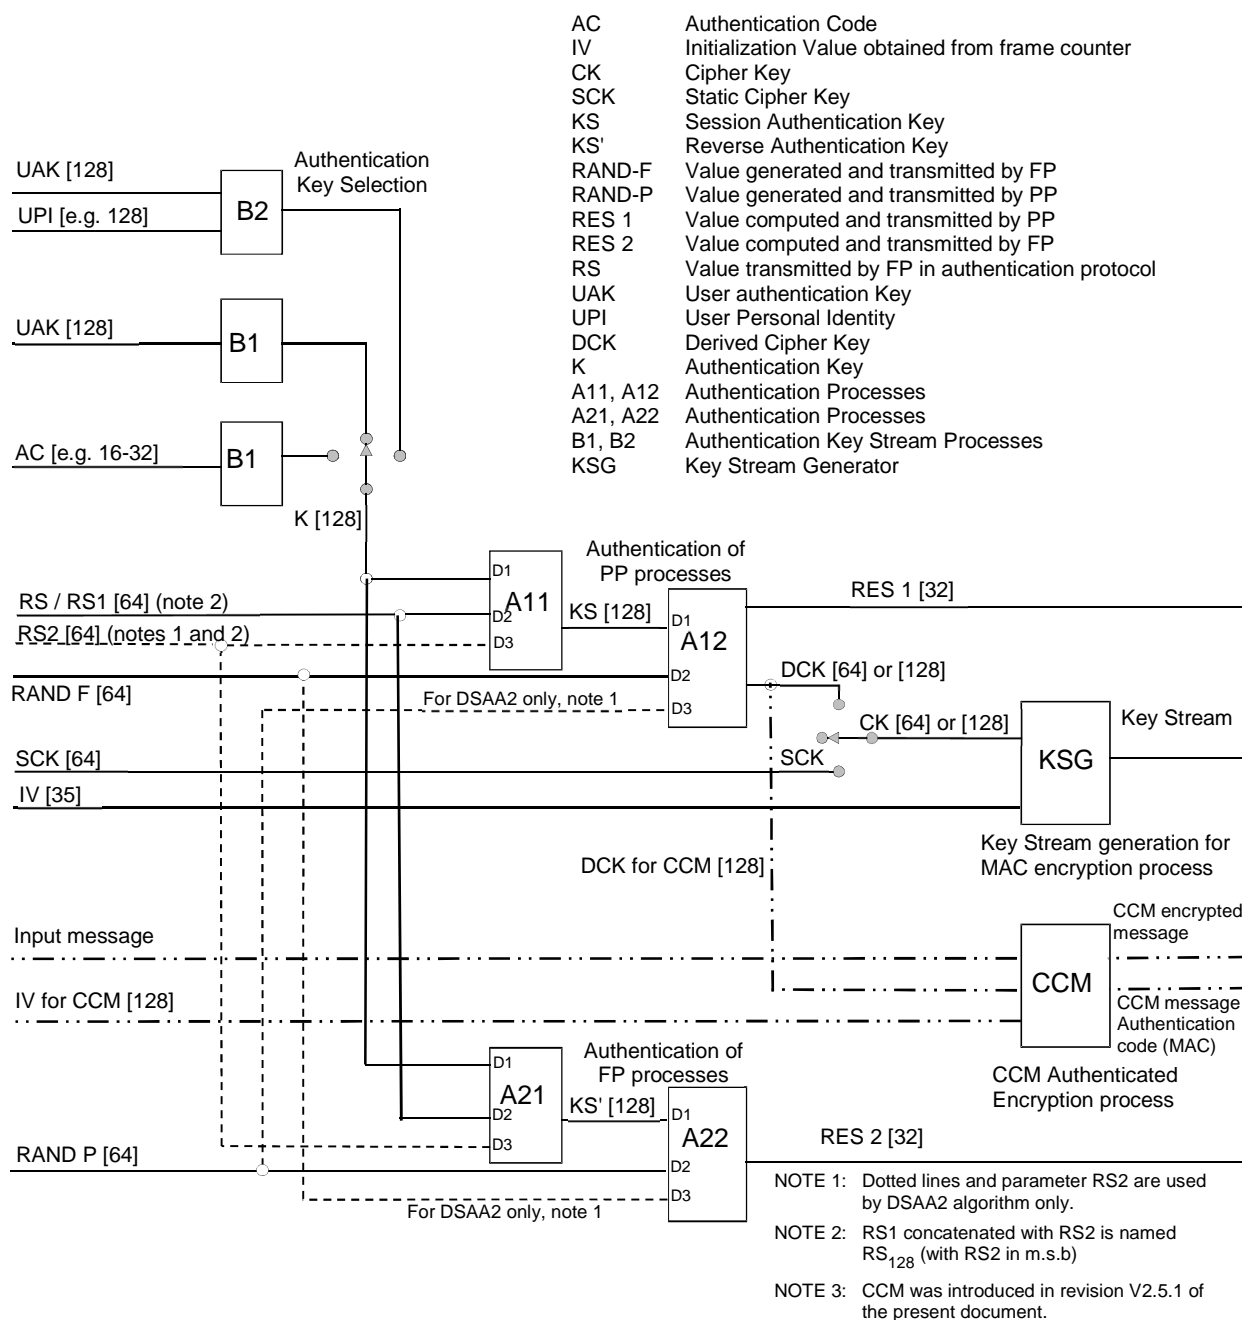 AC Authentication Code
IV Initialization Value obtained from frame counter
CK Cipher Key
SCK Static Cipher Key
KS Session Authentication Key
KS' Reverse Authentication Key
RAND-F Value generated and transmitted by FP
RAND-P Value generated and transmitted by PP
RES 1 Value computed and transmitted by PP
RES 2 Value computed and transmitted by FP
RS Value transmitted by FP in authentication protocol
UAK User authentication Key
UPI User Personal Identity
DCK Derived Cipher Key
K Authentication Key
A11, A12 Authentication Processes
A21, A22 Authentication Processes
B1, B2 Authentication Key Stream Processes
KSG Key Stream Generator
UAK [128]
UPI [e.g. 128]
B2
Authentication
Key Selection
UAK [128]
B1
AC [e.g. 16-32]
B1
K [128]
RS / RS1 [64] (note 2)
RS2 [64] (notes 1 and 2)
RAND F [64]
D1
D2
D3
A11
KS [128]
Authentication of
PP processes
D1
A12
D2
D3
For DSAA2 only, note 1
RES 1 [32]
DCK [64] or [128]
CK [64] or [128]
SCK [64]
SCK
IV [35]
KSG
Key Stream
Key Stream generation for
MAC encryption process
DCK for CCM [128]
Input message
IV for CCM [128]
CCM
CCM encrypted
message
CCM message
Authentication
code (MAC)
CCM Authenticated
Encryption process
D1
A21
D2
D3
KS' [128]
Authentication of
FP processes
D1
A22
D2
D3
RAND P [64]
For DSAA2 only, note 1
RES 2 [32]
NOTE 1: Dotted lines and parameter RS2 are used
by DSAA2 algorithm only.
NOTE 2: RS1 concatenated with RS2 is named
RS128 (with RS2 in m.s.b)
NOTE 3: CCM was introduced in revision V2.5.1 of
the present document.